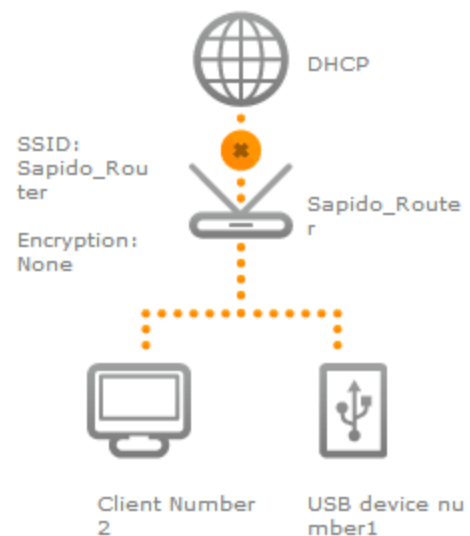 DHCP
SSID:
Sapido_Rou
ter
Encryption:
None
Sapido_Route
r
Client Number
2
USB device nu
mber1